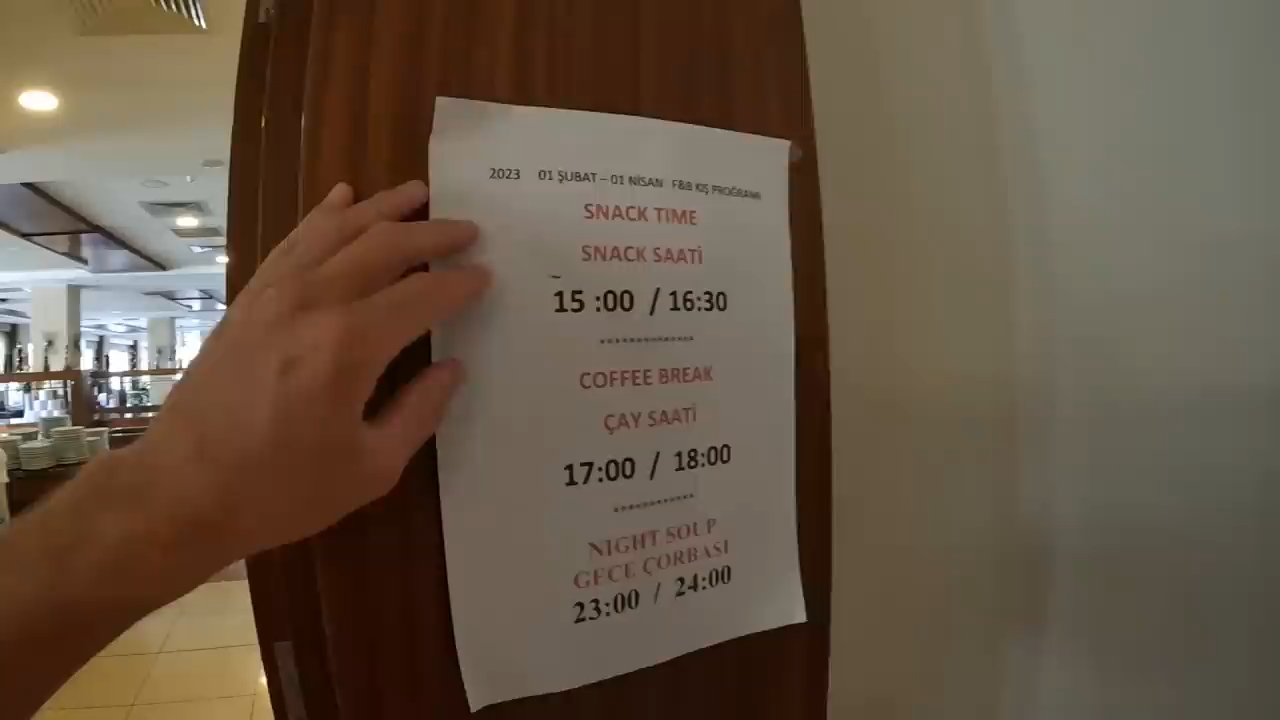 2023 01 ŞUBAT – 01 NİSAN F&B KIŞ PROĞRAMI
SNACK TIME
SNACK SAATİ
15 :00 / 16:30
*************
COFFEE BREAK
ÇAY SAATİ
17:00 / 18:00
************
NIGHT SOUP
GECE ÇORBASI
23:00 / 24:00